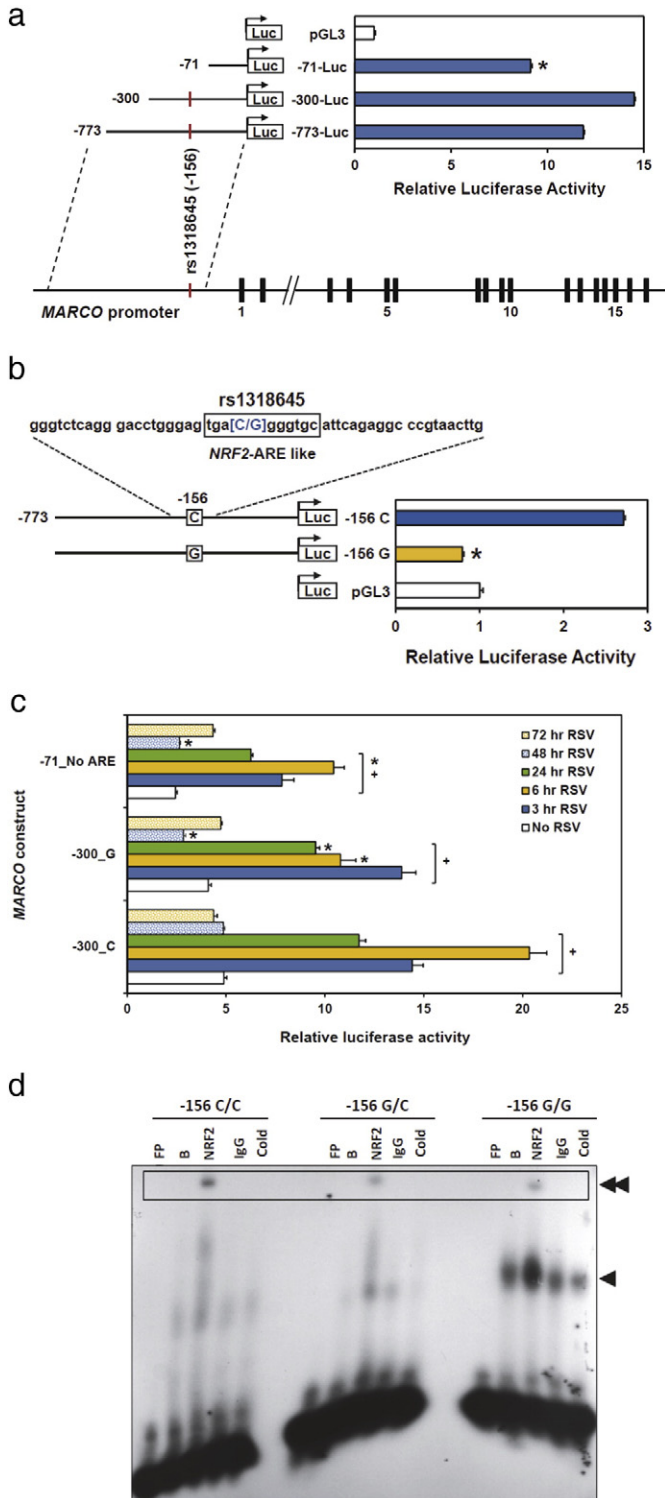 a
Luc
pGL3
-71
Luc
-71-Luc
*
-300
Luc
-300-Luc
-773
Luc
-773-Luc
0
5
10
15
Relative Luciferase Activity
rs1318645 (-156)
MARCO promoter
1
5
10
15
b
rs1318645
gggtctcagg gacctgggag tga[C/G]gggtgc attcagaggc ccgtaacttg
NRF2-ARE like
-156
-773
C
Luc
-156 C
G
Luc
-156 G
*
Luc
pGL3
0
1
2
3
Relative Luciferase Activity
c
72 hr RSV
48 hr RSV
24 hr RSV
6 hr RSV
3 hr RSV
No RSV
-71_No ARE
*
*
+
-300_G
*
*
*
+
-300_C
+
MARCO construct
0
5
10
15
20
25
Relative luciferase activity
d
-156 C/C
-156 G/C
-156 G/G
FP
B
NRF2
IgG
Cold
FP
B
NRF2
IgG
Cold
FP
B
NRF2
IgG
Cold